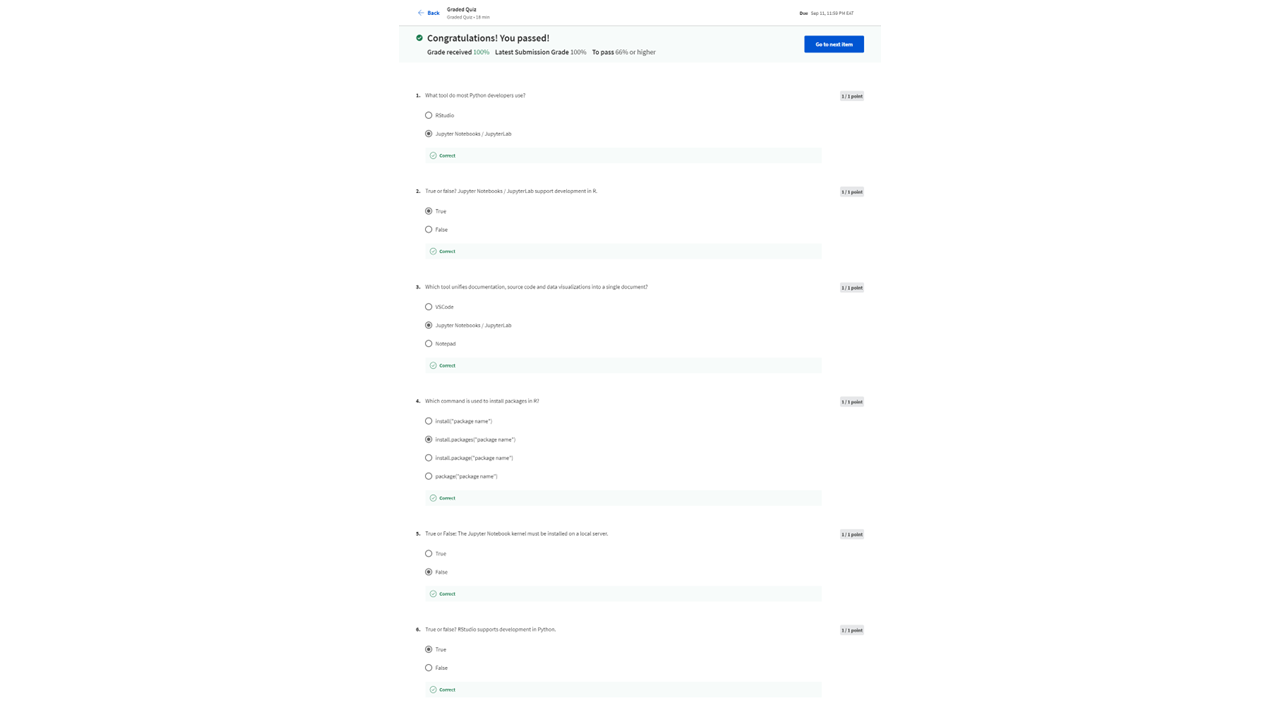 Back
Graded Quiz
Graded Quiz • 18 min
Due Sep 11, 11:59 PM EAT
Congratulations! You passed!
Grade received 100% Latest Submission Grade 100% To pass 66% or higher
Go to next item
1. What tool do most Python developers use?
1 / 1 point
RStudio
Jupyter Notebooks / JupyterLab
Correct
2. True or false? Jupyter Notebooks / JupyterLab support development in R.
1 / 1 point
True
False
Correct
3. Which tool unifies documentation, source code and data visualizations into a single document?
1 / 1 point
VSCode
Jupyter Notebooks / JupyterLab
Notepad
Correct
4. Which command is used to install packages in R?
1 / 1 point
install("package name")
install.packages("package name")
install.package("package name")
package("package name")
Correct
5. True or False: The Jupyter Notebook kernel must be installed on a local server.
1 / 1 point
True
False
Correct
6. True or false? RStudio supports development in Python.
1 / 1 point
True
False
Correct